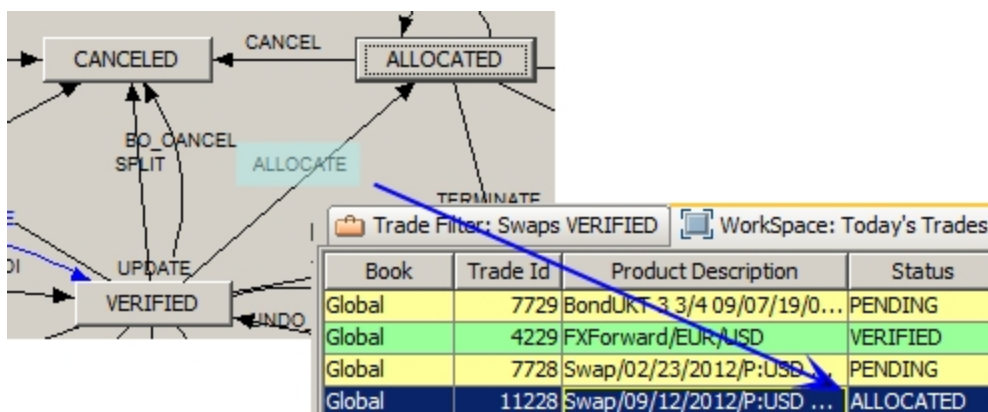 CANCEL
CANCELED
ALLOCATED
BO_CANCEL
SPLIT
ALLOCATE
TERMINATE
UPDATE
VERIFIED
UNDO
Trade Filter: Swaps VERIFIED WorkSpace: Today's Trades
Book Trade Id Product Description Status
Global 7729 BondUKT 3 3/4 09/07/19/0... PENDING
Global 4229 FXForward/EUR/USD VERIFIED
Global 7728 Swap/02/23/2012/P:USD ... PENDING
Global 11228 Swap/09/12/2012/P:USD ... ALLOCATED